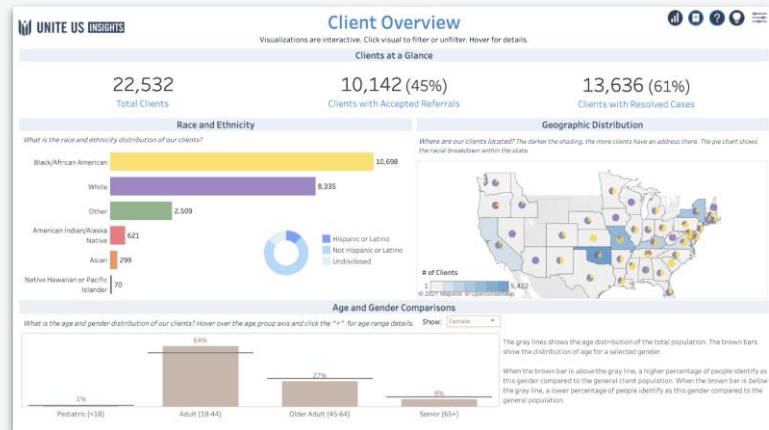 UNITE US INSIGHTS
Client Overview
Visualizations are interactive. Click visual to filter or unfilter. Hover for details.
Clients at a Glance
22,532
Total Clients
10,142 (45%)
Clients with Accepted Referrals
13,636 (61%)
Clients with Resolved Cases
Race and Ethnicity
What is the race and ethnicity distribution of our clients?
Black/African American
10,698
White
8,335
Other
2,509
American Indian/Alaska
Native
621
Asian
299
Native Hawaiian or Pacific
Islander
70
Hispanic or Latino
Not Hispanic or Latino
Undisclosed
Geographic Distribution
Where are our clients located? The darker the shading, the more clients have an address there. The pie chart shows
the racial breakdown within the state.
# of Clients
1
5,422
© 2021 Mapbox © OpenStreetMap
Age and Gender Comparisons
What is the age and gender distribution of our clients? Hover over the age group axis and click the "+" for age range details.
Show:
Female
1%
64%
27%
8%
Pediatric (<18)
Adult (18-44)
Older Adult (45-64)
Senior (65+)
The gray lines shows the age distribution of the total population. The brown bars
show the distribution of age for a selected gender.
When the brown bar is above the gray line, a higher percentage of people identify as
this gender compared to the general client population. When the brown bar is below
the gray line, a lower percentage of people identify as this gender compared to the
general population.